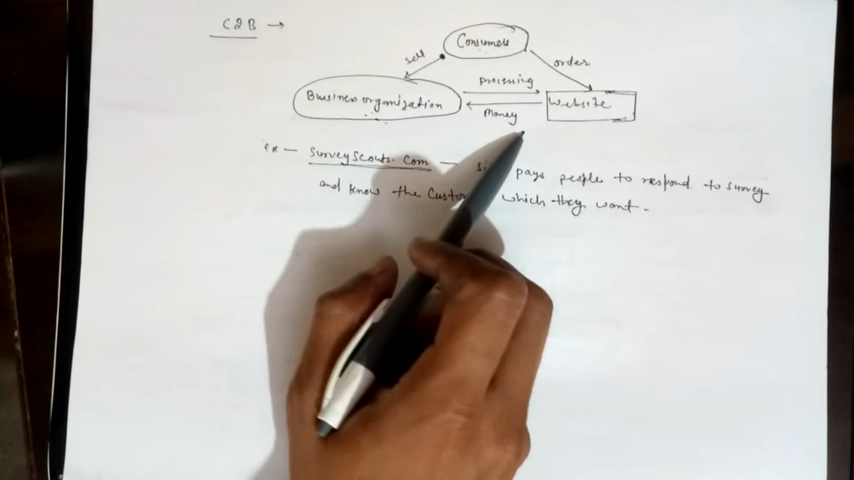 C2B →
Consumers
sell
order
processing
Business organization
website
Money
ex — SurveyScouts.Com — pays people to respond to survey
and know the which they want.